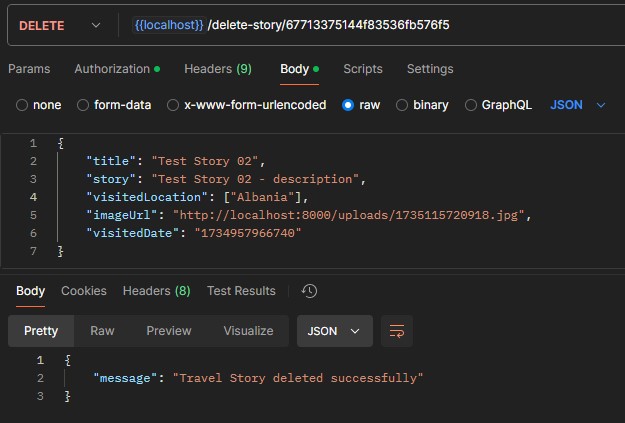 DELETE {{localhost}} /delete-story/67713375144f83536fb576f5
Params Authorization Headers (9) Body Scripts Settings
none form-data x-www-form-urlencoded raw binary GraphQL JSON
1 {
2 "title": "Test Story 02",
3 "story": "Test Story 02 - description",
4 "visitedLocation": ["Albania"],
5 "imageUrl": "http://localhost:8000/uploads/1735115720918.jpg",
6 "visitedDate": "1734957966740"
7 }
Body Cookies Headers (8) Test Results
Pretty Raw Preview Visualize JSON
1 {
2 "message": "Travel Story deleted successfully"
3 }